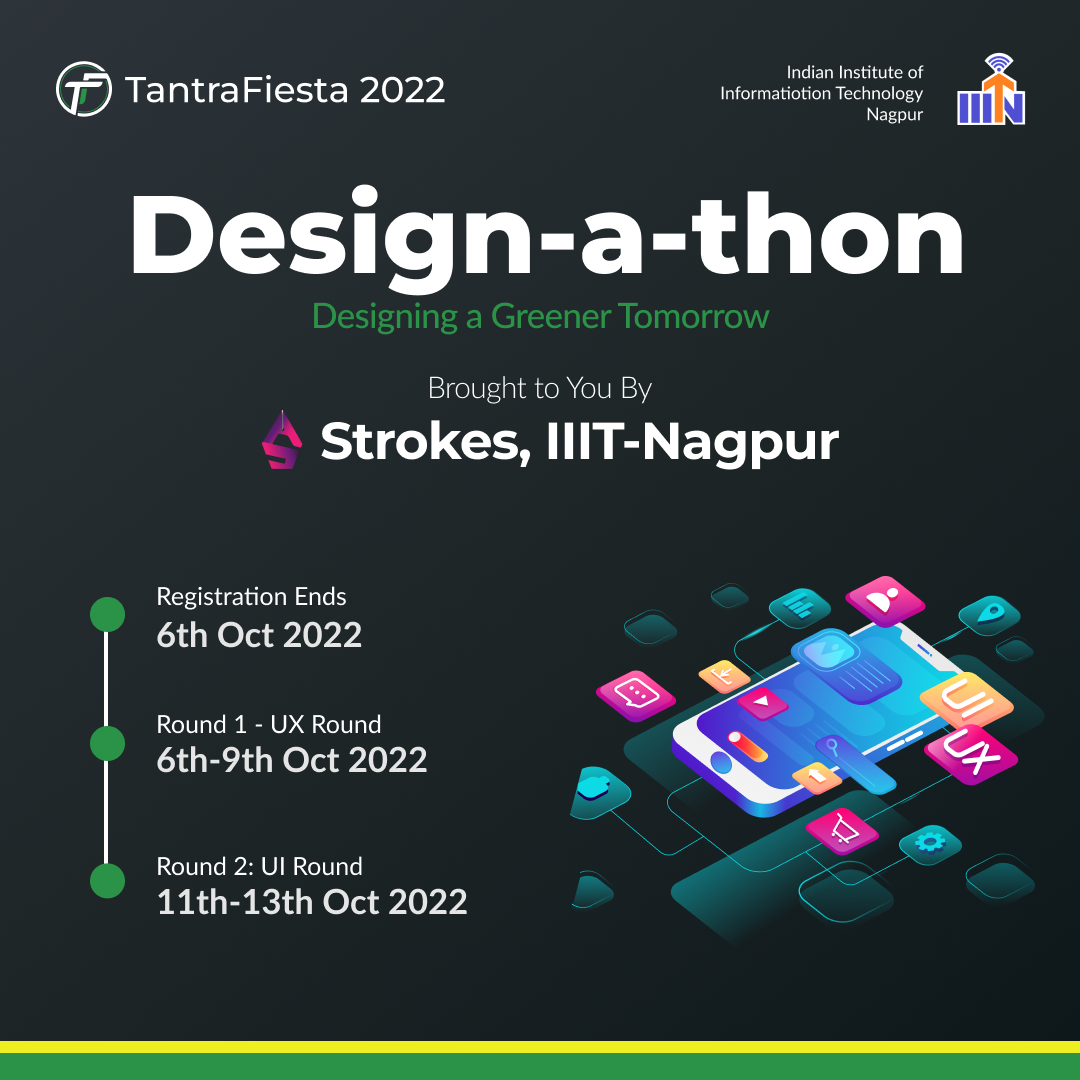 TantraFiesta 2022
Indian Institute of
Informatiotion Technology
Nagpur
IIITN
Design-a-thon
Designing a Greener Tomorrow
Brought to You By
Strokes, IIIT-Nagpur
Registration Ends
6th Oct 2022
Round 1 - UX Round
6th-9th Oct 2022
Round 2: UI Round
11th-13th Oct 2022
UI
UX